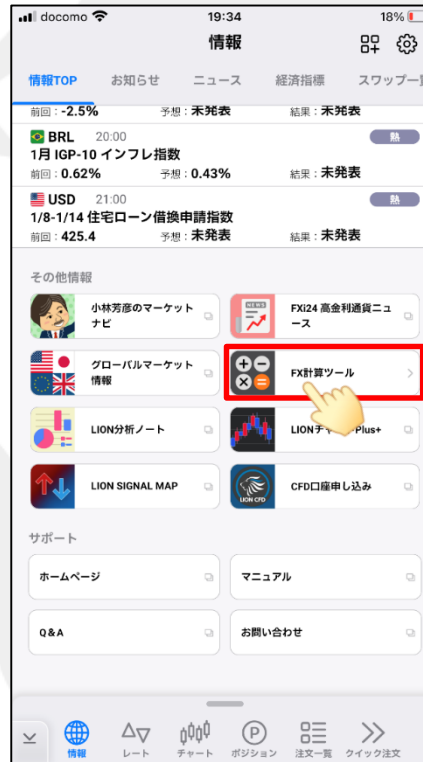 docomo 19:34 18%
情報
情報TOP お知らせ ニュース 経済指標 スワップ一覧
前回：-2.5% 予想：未発表 結果：未発表
BRL 20:00 熱
1月 IGP-10 インフレ指数
前回：0.62% 予想：0.43% 結果：未発表
USD 21:00 熱
1/8-1/14 住宅ローン借換申請指数
前回：425.4 予想：未発表 結果：未発表
その他情報
小林芳彦のマーケット
ナビ
NEWS
FXi24 高金利通貨ニュ
ース
グローバルマーケット
情報
FX計算ツール
LION分析ノート
LIONチャ Plus+
LION SIGNAL MAP
LION CFD
CFD口座申し込み
サポート
ホームページ
マニュアル
Q&A
お問い合わせ
情報 レート チャート ポジション 注文一覧 クイック注文